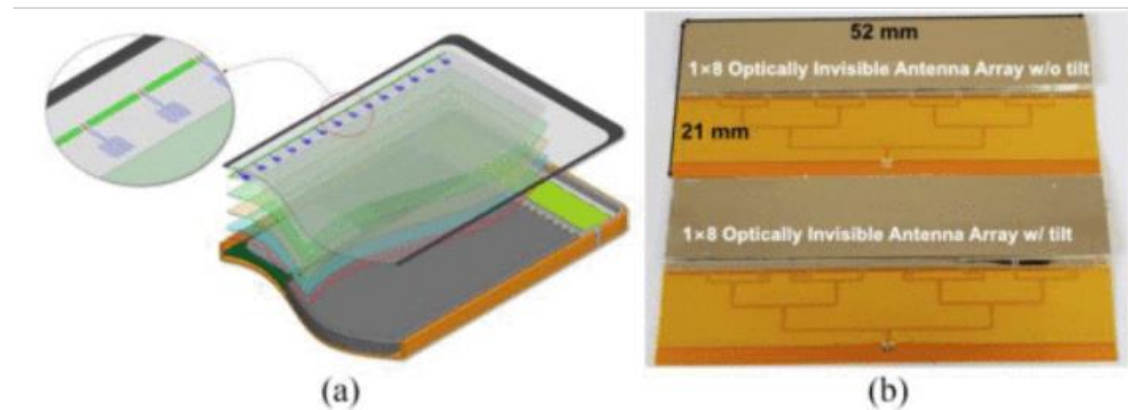 52 mm
1×8 Optically Invisible Antenna Array w/o tilt
21 mm
1×8 Optically Invisible Antenna Array w/ tilt
(a)
(b)